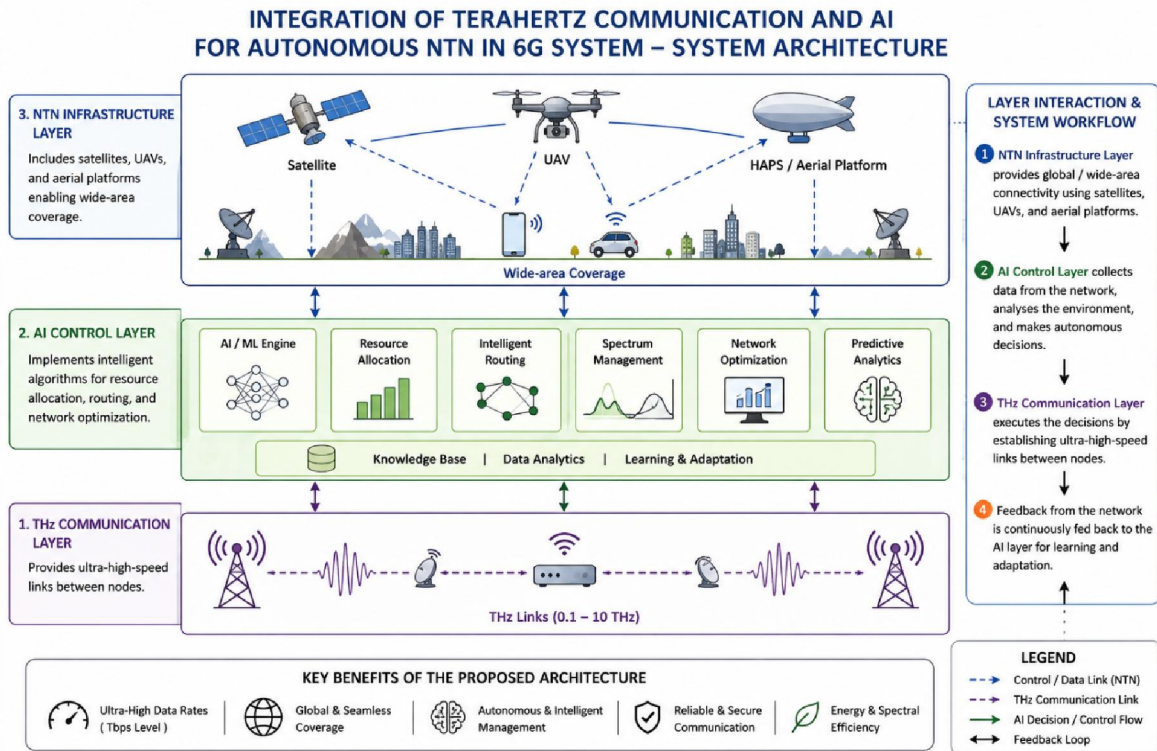 INTEGRATION OF TERAHERTZ COMMUNICATION AND AI
FOR AUTONOMOUS NTN IN 6G SYSTEM – SYSTEM ARCHITECTURE
3. NTN INFRASTRUCTURE
LAYER
Includes satellites, UAVs,
and aerial platforms
enabling wide-area
coverage.
Satellite
UAV
HAPS / Aerial Platform
Wide-area Coverage
2. AI CONTROL LAYER
Implements intelligent
algorithms for resource
allocation, routing, and
network optimization.
AI / ML Engine
Resource
Allocation
Intelligent
Routing
Spectrum
Management
Network
Optimization
Predictive
Analytics
Knowledge Base | Data Analytics | Learning & Adaptation
1. THz COMMUNICATION
LAYER
Provides ultra-high-speed
links between nodes.
THz Links (0.1 – 10 THz)
LAYER INTERACTION &
SYSTEM WORKFLOW
1 NTN Infrastructure Layer
provides global / wide-area
connectivity using satellites,
UAVs, and aerial platforms.
2 AI Control Layer collects
data from the network,
analyses the environment,
and makes autonomous
decisions.
3 THz Communication Layer
executes the decisions by
establishing ultra-high-speed
links between nodes.
4 Feedback from the network
is continuously fed back to the
AI layer for learning and
adaptation.
KEY BENEFITS OF THE PROPOSED ARCHITECTURE
Ultra-High Data Rates
( Tbps Level )
Global & Seamless
Coverage
Autonomous & Intelligent
Management
Reliable & Secure
Communication
Energy & Spectral
Efficiency
LEGEND
Control / Data Link (NTN)
THz Communication Link
AI Decision / Control Flow
Feedback Loop